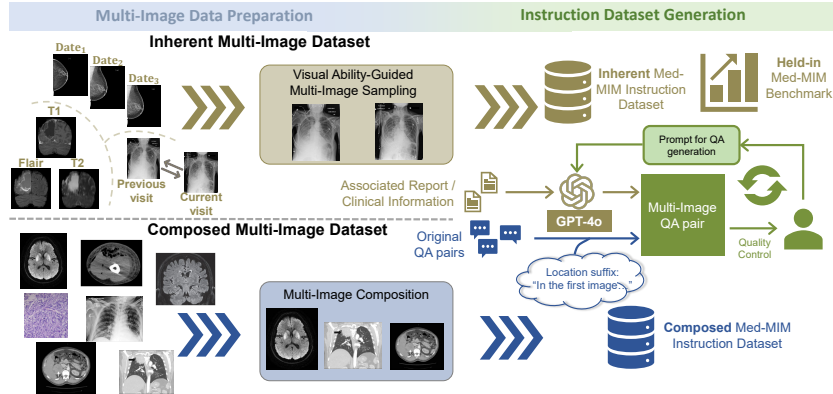 Multi-Image Data Preparation
Instruction Dataset Generation
Inherent Multi-Image Dataset
Date1
Date2
Date3
T1
Flair
T2
Previous
visit
Current
visit
Visual Ability-Guided
Multi-Image Sampling
Inherent Med-
MIM Instruction
Dataset
Held-in
Med-MIM
Benchmark
Prompt for QA
generation
Associated Report /
Clinical Information
GPT-4o
Multi-Image
QA pair
Quality
Control
Original
QA pairs
Location suffix:
“In the first image:...”
Composed Multi-Image Dataset
Multi-Image Composition
Composed Med-MIM
Instruction Dataset